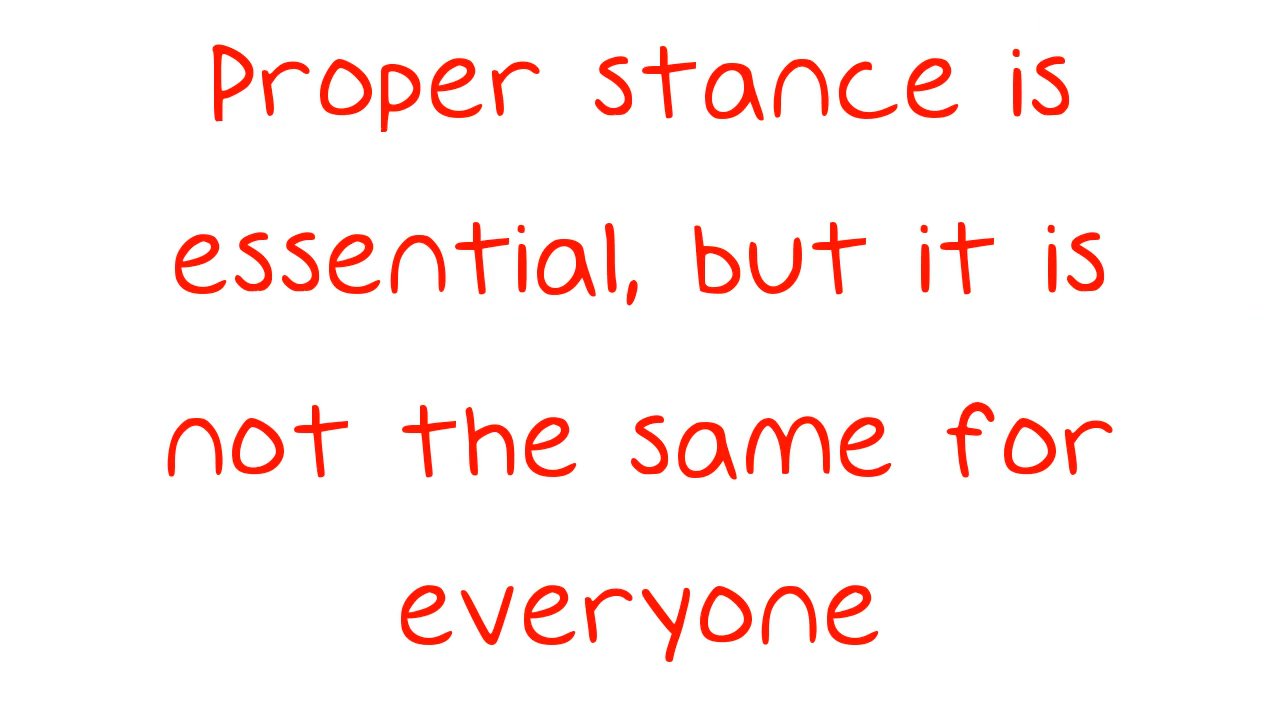 Proper stance is
essential, but it is
not the same for
everyone